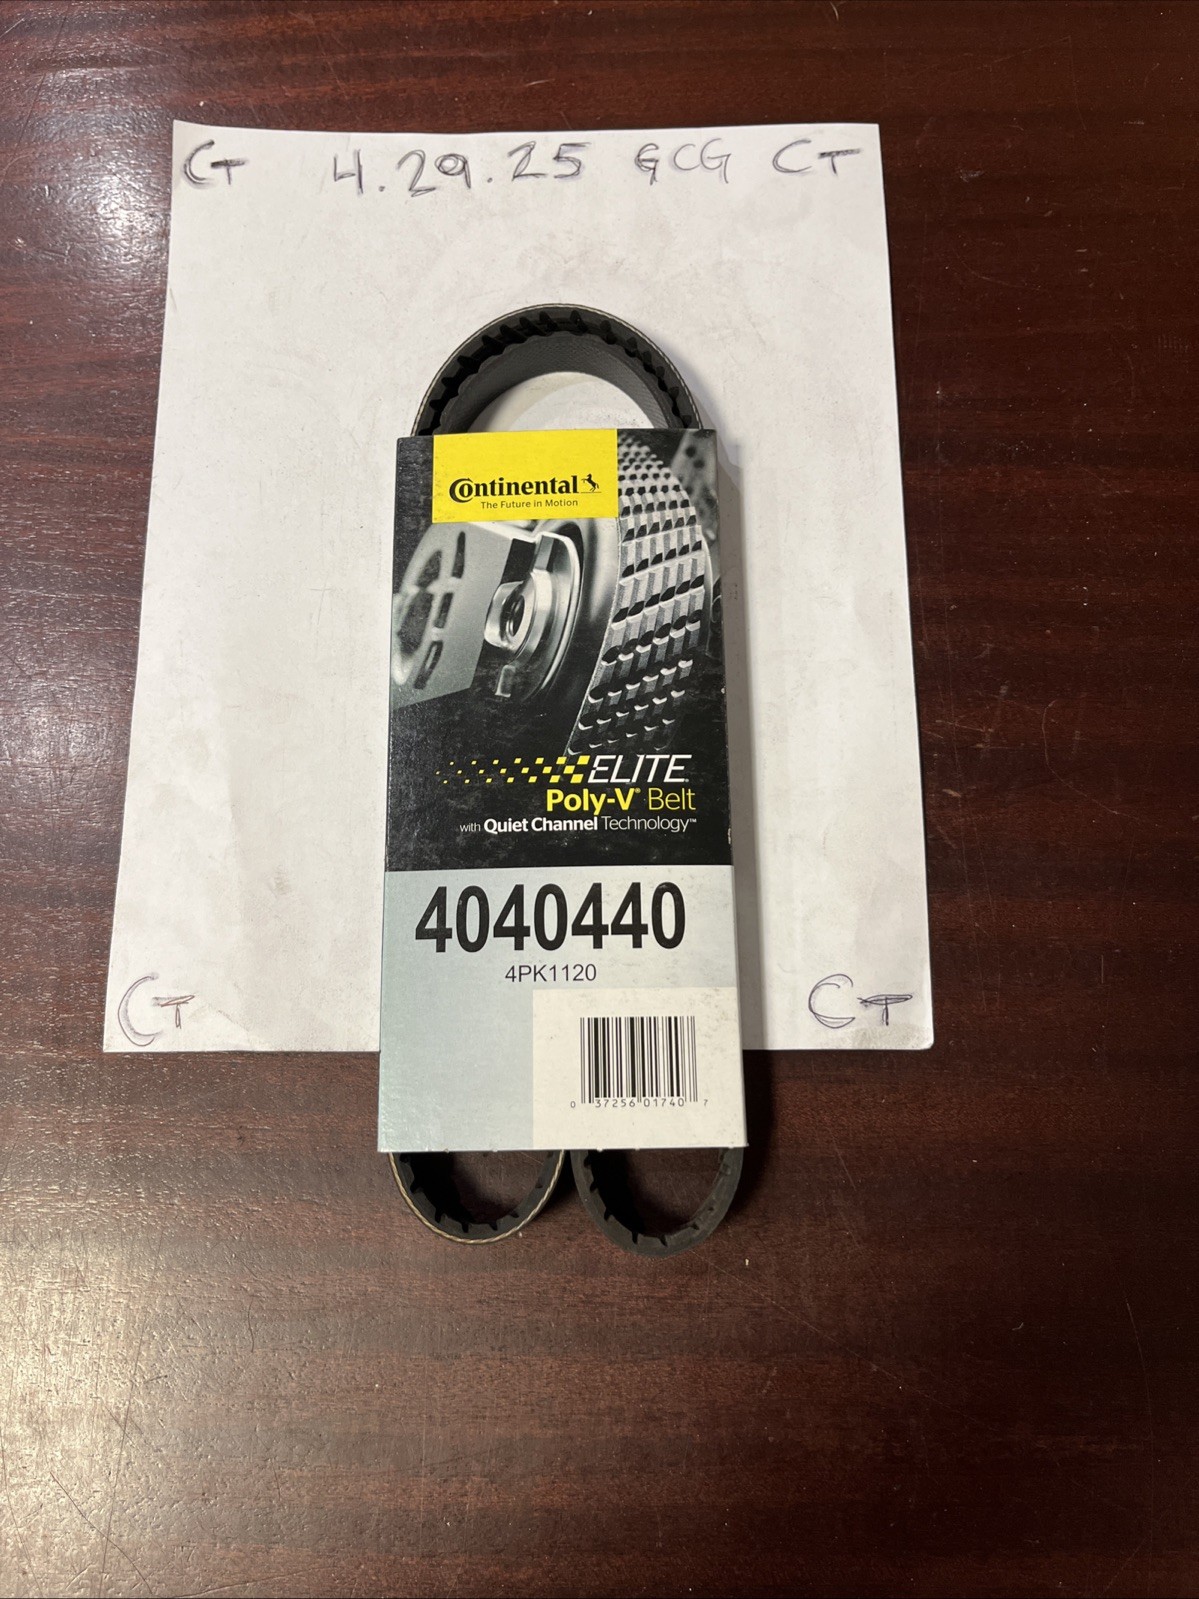 CT 4.29.25 GCG CT
Continental
The Future in Motion
ELITE®
Poly-V® Belt
with Quiet Channel Technology™
4040440
4PK1120
0 37256 01740 7
CT CT